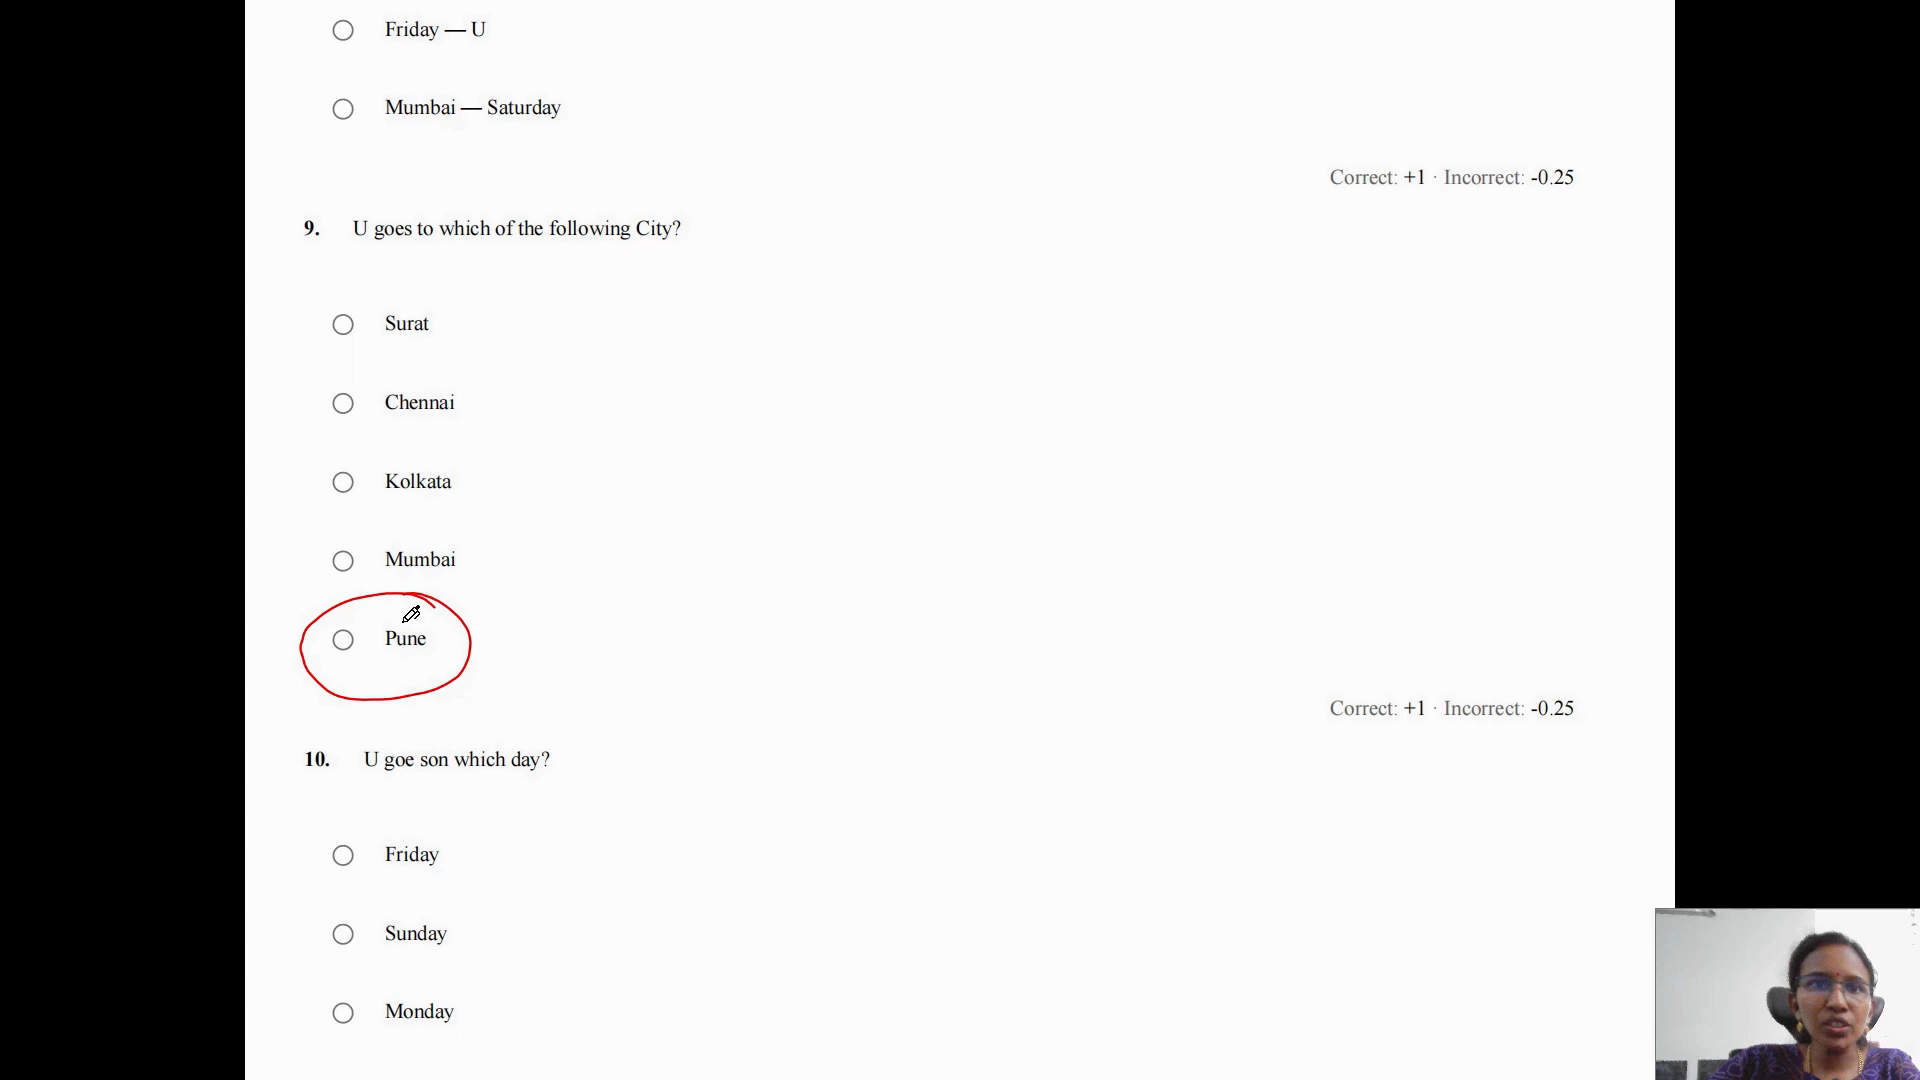 Friday — U
Mumbai — Saturday
Correct: +1 · Incorrect: -0.25
9. U goes to which of the following City?
Surat
Chennai
Kolkata
Mumbai
Pune
Correct: +1 · Incorrect: -0.25
10. U goe son which day?
Friday
Sunday
Monday